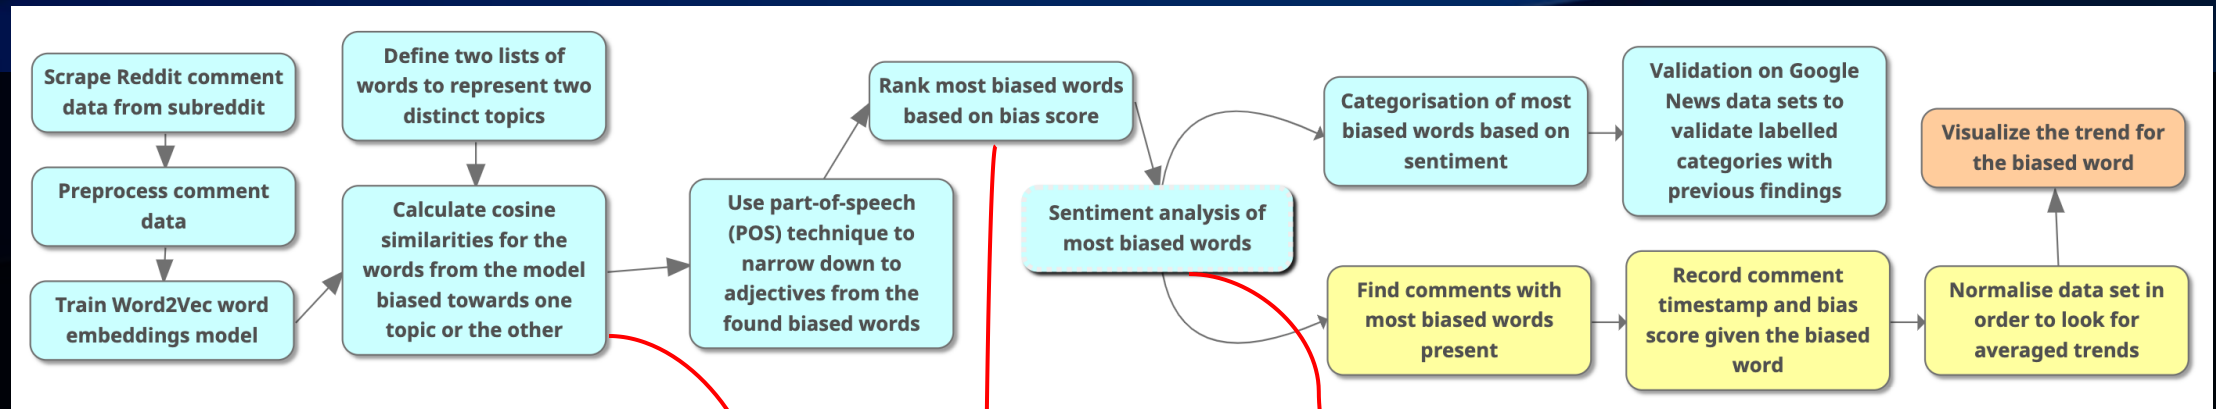 Scrape Reddit comment
data from subreddit
Preprocess comment
data
Train Word2Vec word
embeddings model
Define two lists of
words to represent two
distinct topics
Calculate cosine
similarities for the
words from the model
biased towards one
topic or the other
Use part-of-speech
(POS) technique to
narrow down to
adjectives from the
found biased words
Rank most biased words
based on bias score
Sentiment analysis of
most biased words
Categorisation of most
biased words based on
sentiment
Validation on Google
News data sets to
validate labelled
categories with
previous findings
Find comments with
most biased words
present
Record comment
timestamp and bias
score given the biased
word
Normalise data set in
order to look for
averaged trends
Visualize the trend for
the biased word